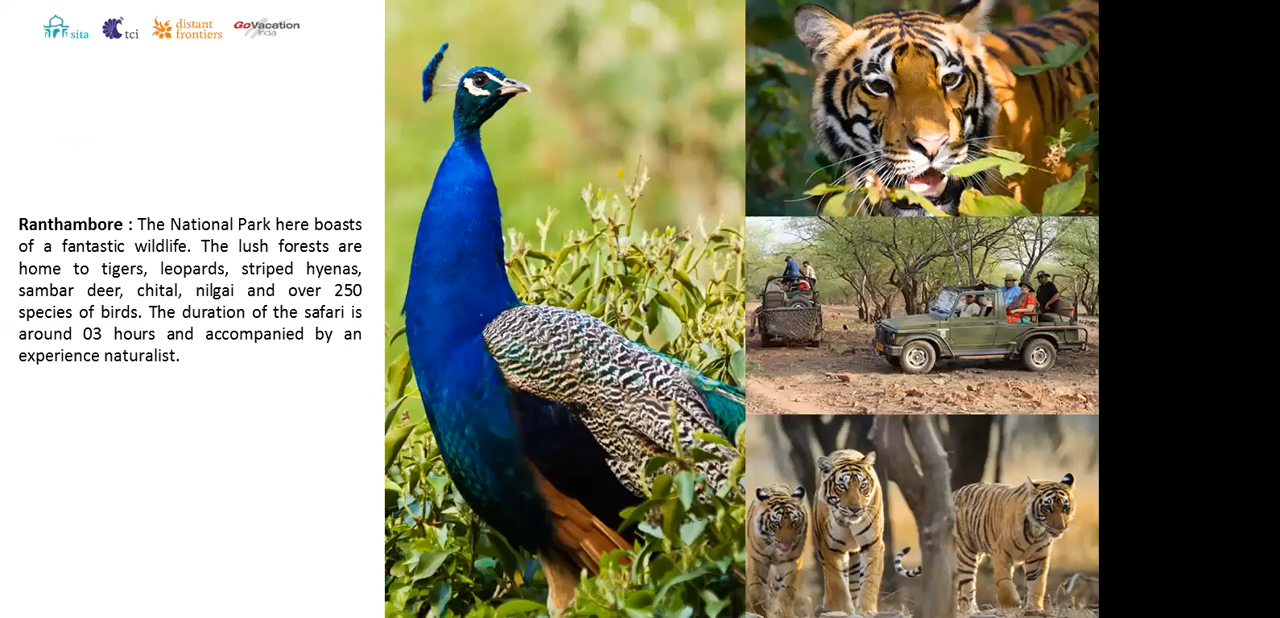 sita
tci
distant
frontiers
GoVacation
India
Ranthambore : The National Park here boasts
of a fantastic wildlife. The lush forests are
home to tigers, leopards, striped hyenas,
sambar deer, chital, nilgai and over 250
species of birds. The duration of the safari is
around 03 hours and accompanied by an
experience naturalist.